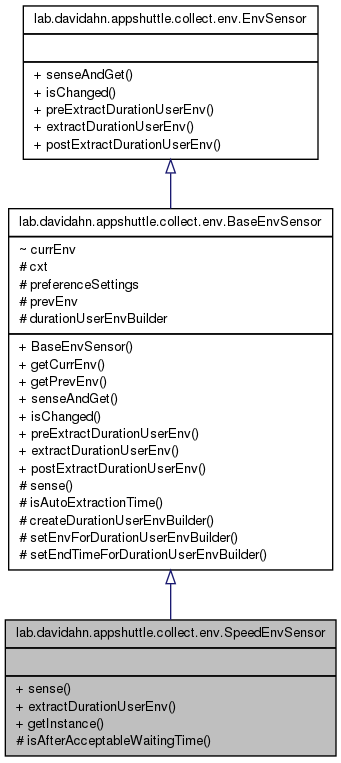 lab.davidahn.appshuttle.collect.env.EnvSensor
+ senseAndGet()
+ isChanged()
+ preExtractDurationUserEnv()
+ extractDurationUserEnv()
+ postExtractDurationUserEnv()
lab.davidahn.appshuttle.collect.env.BaseEnvSensor
~ currEnv
# cxt
# preferenceSettings
# prevEnv
# durationUserEnvBuilder
+ BaseEnvSensor()
+ getCurrEnv()
+ getPrevEnv()
+ senseAndGet()
+ isChanged()
+ preExtractDurationUserEnv()
+ extractDurationUserEnv()
+ postExtractDurationUserEnv()
# sense()
# isAutoExtractionTime()
# createDurationUserEnvBuilder()
# setEnvForDurationUserEnvBuilder()
# setEndTimeForDurationUserEnvBuilder()
lab.davidahn.appshuttle.collect.env.SpeedEnvSensor
+ sense()
+ extractDurationUserEnv()
+ getInstance()
# isAfterAcceptableWaitingTime()